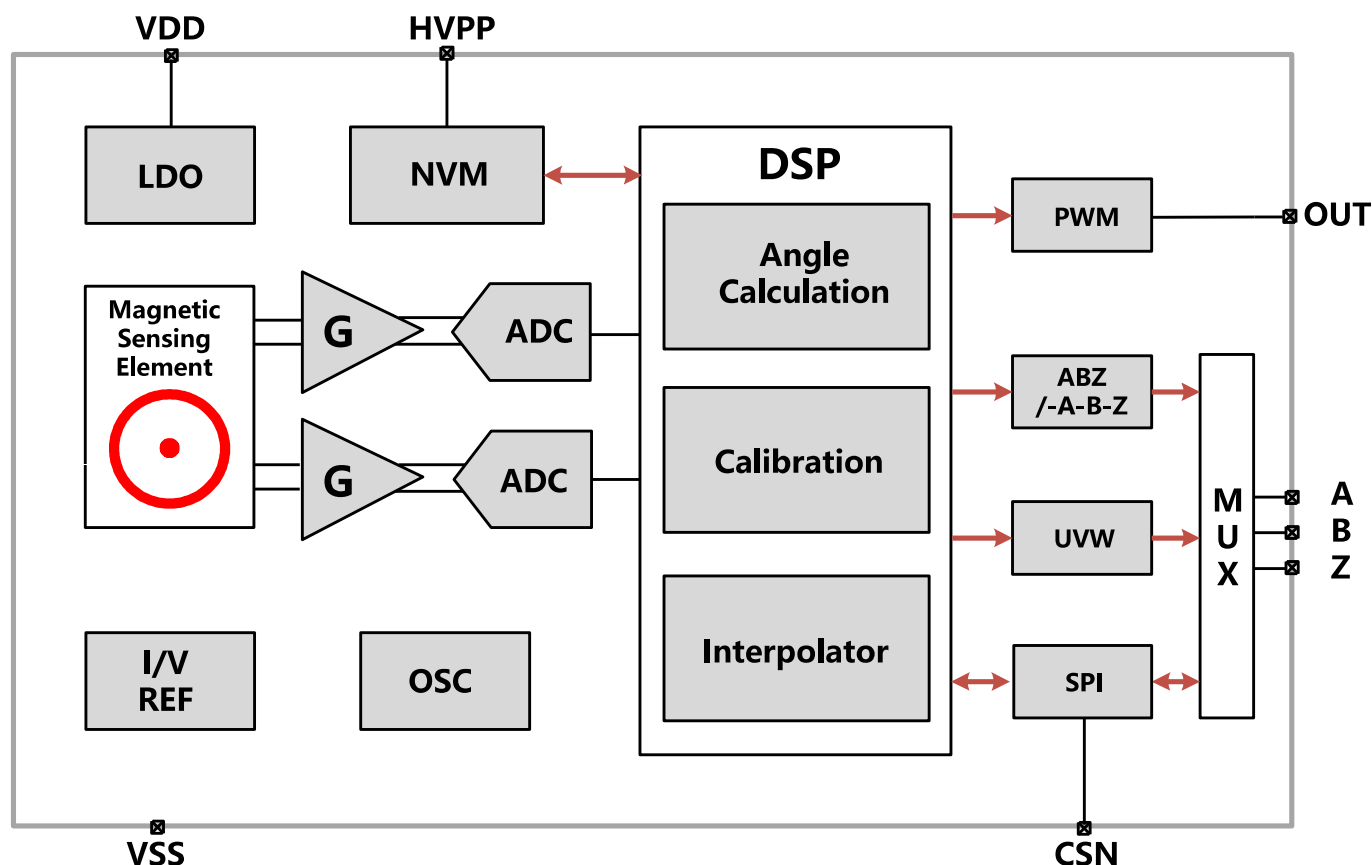 VDD
HVPP
LDO
NVM
DSP
PWM
OUT
Angle
Calculation
Magnetic
Sensing
Element
G
ADC
ABZ
/-A-B-Z
G
ADC
Calibration
UVW
M
U
X
A
B
Z
I/V
REF
OSC
Interpolator
SPI
VSS
CSN